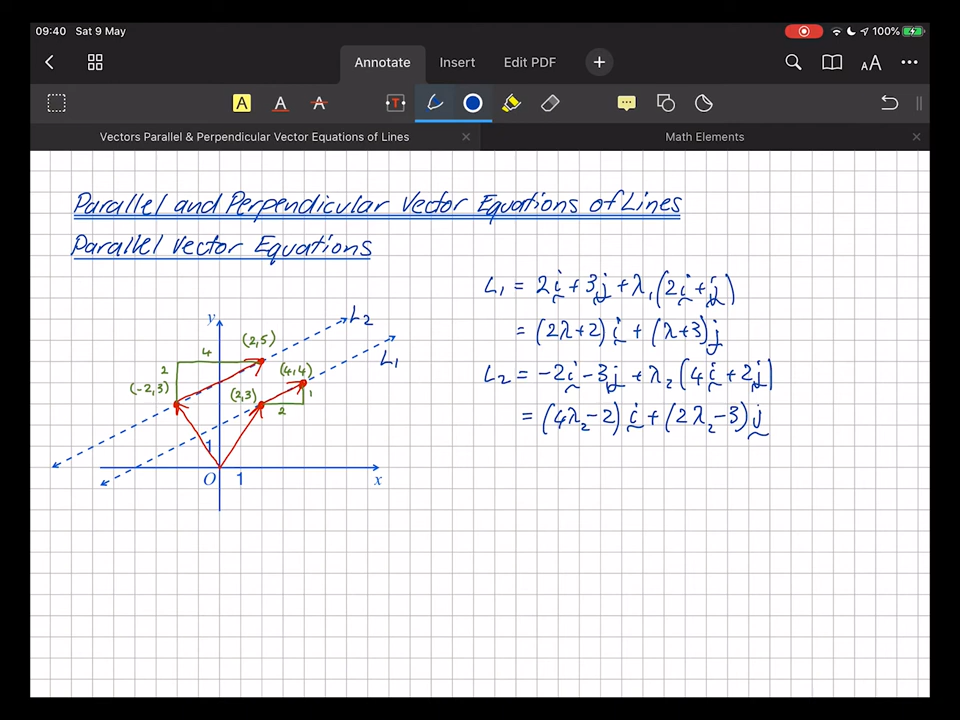 09:40 Sat 9 May 100%
Annotate Insert Edit PDF
A A A T AA
Vectors Parallel & Perpendicular Vector Equations of Lines Math Elements
Parallel and Perpendicular Vector Equations of Lines
Parallel Vector Equations
L₁ = 2i + 3j + λ₁(2i + j)
= (2λ+2)i + (λ+3)j
L₂ = -2i - 3j + λ₂(4i + 2j)
= (4λ₂-2)i + (2λ₂-3)j
y L₂
(2,5)
4 L₁
2 (4,4)
(-2,3) (2,3) 1
2
1
O 1 x